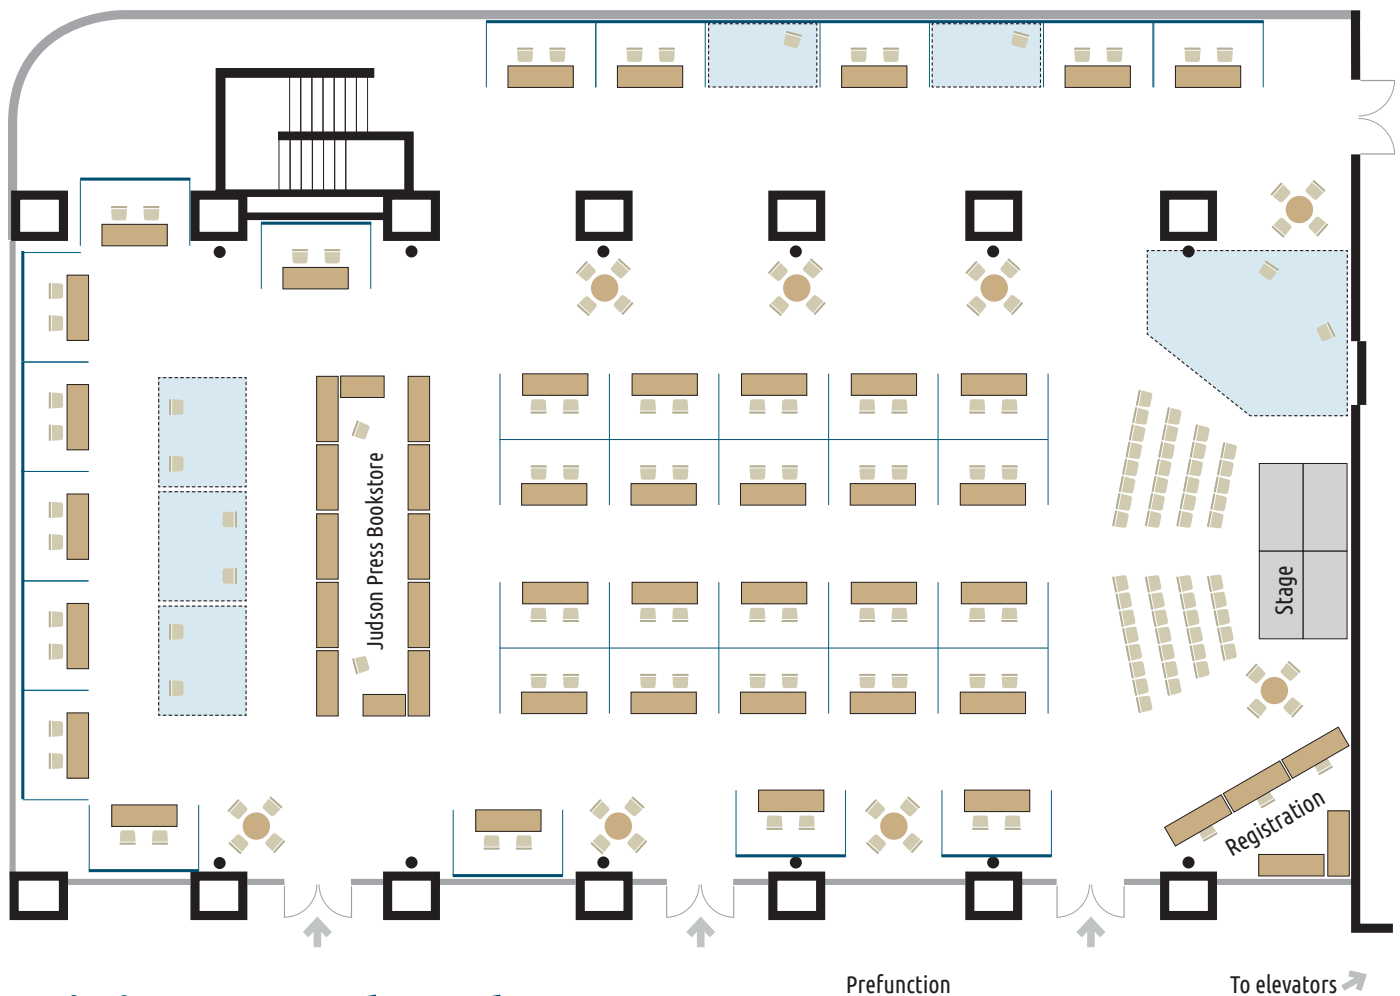 Judson Press Bookstore
Stage
Registration
Prefunction
To elevators